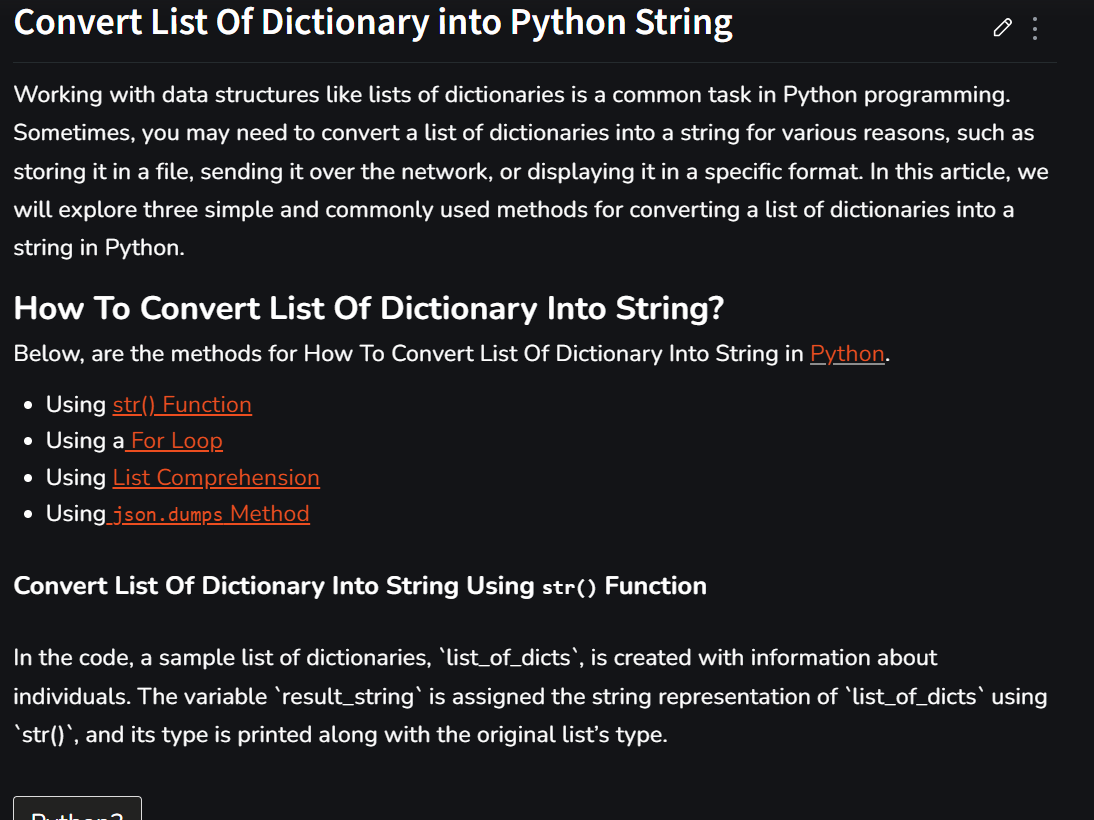 Convert List Of Dictionary into Python String
Working with data structures like lists of dictionaries is a common task in Python programming.
Sometimes, you may need to convert a list of dictionaries into a string for various reasons, such as
storing it in a file, sending it over the network, or displaying it in a specific format. In this article, we
will explore three simple and commonly used methods for converting a list of dictionaries into a
string in Python.
How To Convert List Of Dictionary Into String?
Below, are the methods for How To Convert List Of Dictionary Into String in Python.
• Using str() Function
• Using a For Loop
• Using List Comprehension
• Using json.dumps Method
Convert List Of Dictionary Into String Using str() Function
In the code, a sample list of dictionaries, `list_of_dicts`, is created with information about
individuals. The variable `result_string` is assigned the string representation of `list_of_dicts` using
`str()`, and its type is printed along with the original list’s type.
Python3